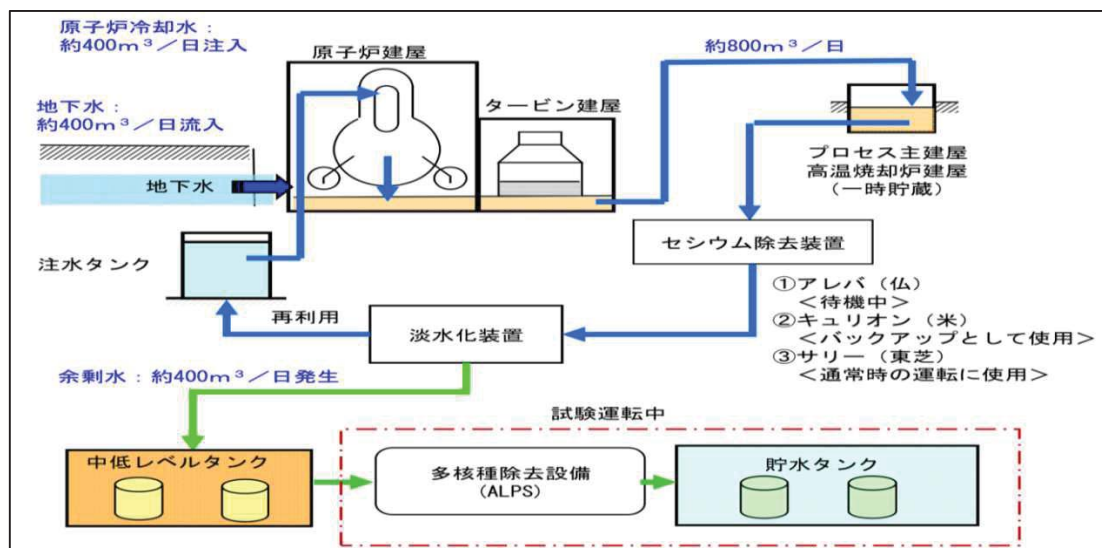 原子炉冷却水:
約400m³/日注入
原子炉建屋
約800m³/日
地下水:
約400m³/日流入
タービン建屋
地下水
プロセス主建屋
高温焼却炉建屋
(一時貯蔵)
注水タンク
セシウム除去装置
再利用
淡水化装置
①アレバ(仏)
<待機中>
②キュリオン(米)
<バックアップとして使用>
③サリー(東芝)
<通常時の運転に使用>
余剰水:約400m³/日発生
試験運転中
中低レベルタンク
多核種除去設備
(ALPS)
貯水タンク